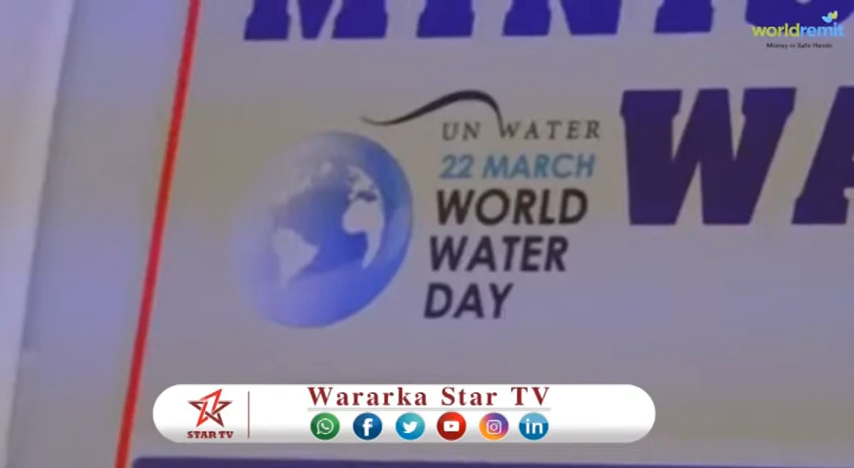 worldremit
Money in Safe Hands
UN WATER
22 MARCH
WORLD
WATER
DAY
Wararka Star TV
STAR TV